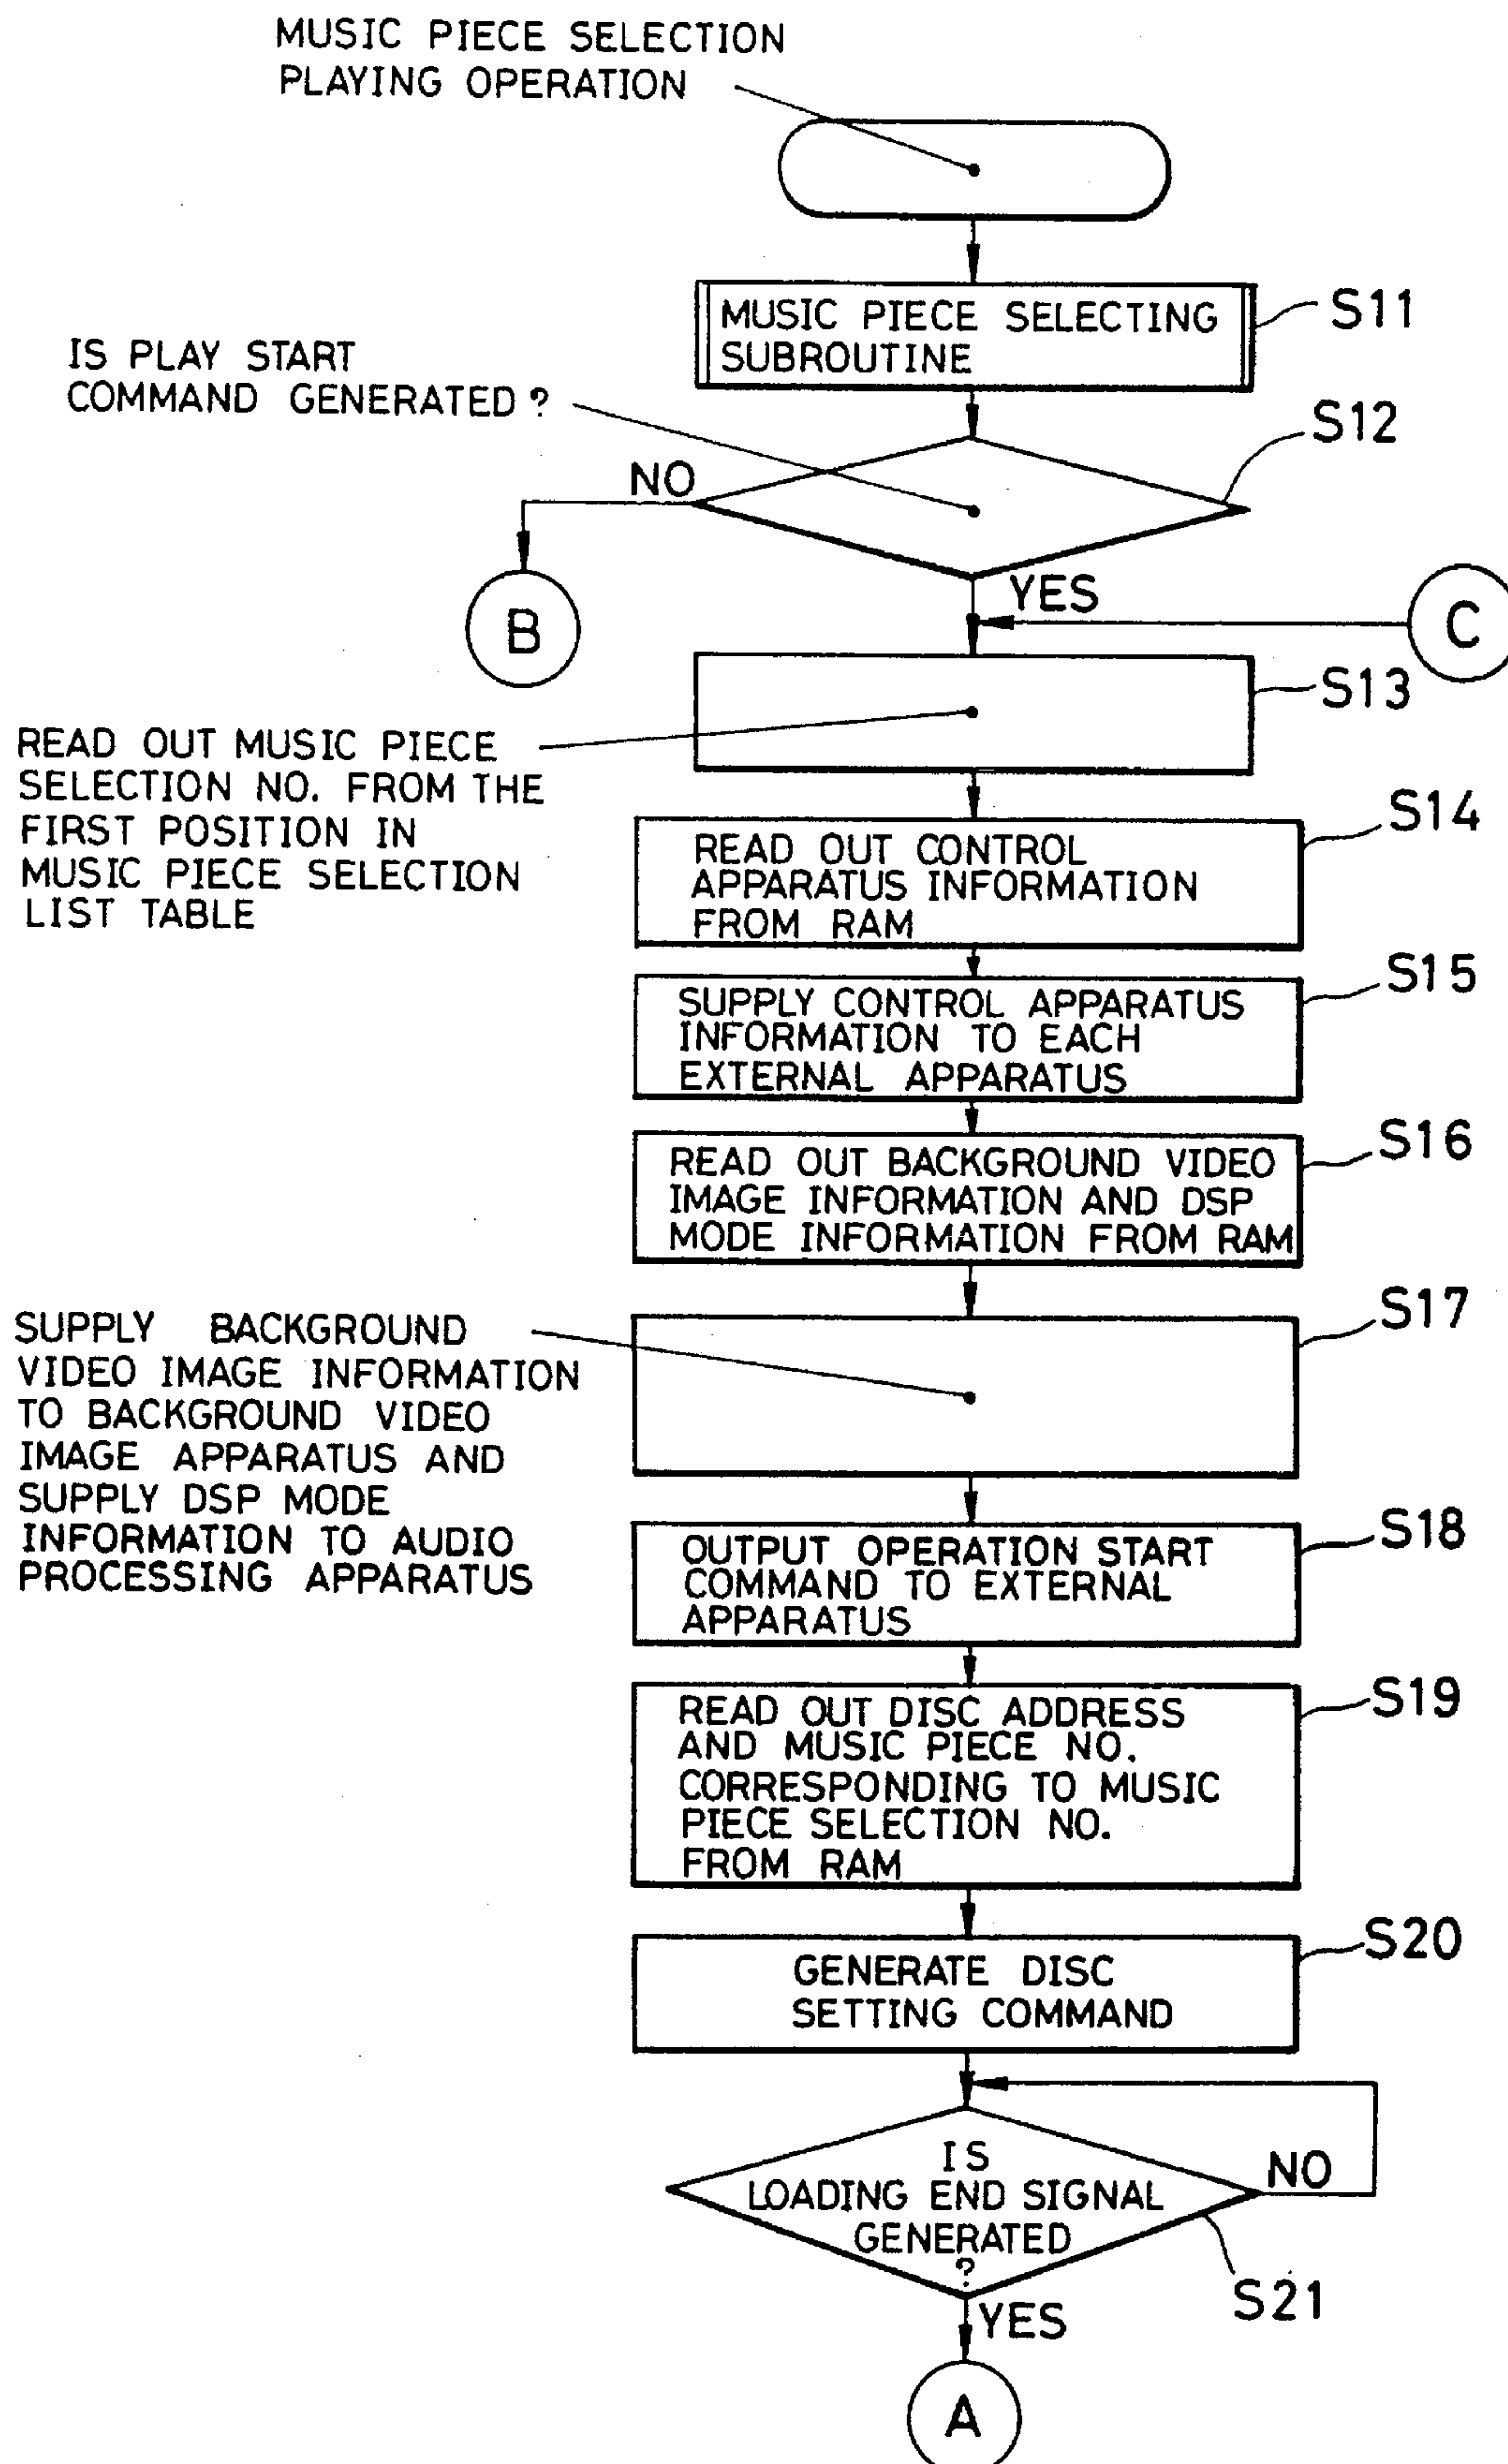 MUSIC PIECE SELECTION
PLAYING OPERATION
MUSIC PIECE SELECTING
SUBROUTINE
S11
IS PLAY START
COMMAND GENERATED?
S12
NO
B
YES
C
S13
READ OUT MUSIC PIECE
SELECTION NO. FROM THE
FIRST POSITION IN
MUSIC PIECE SELECTION
LIST TABLE
S14
READ OUT CONTROL
APPARATUS INFORMATION
FROM RAM
S15
SUPPLY CONTROL APPARATUS
INFORMATION TO EACH
EXTERNAL APPARATUS
S16
READ OUT BACKGROUND VIDEO
IMAGE INFORMATION AND DSP
MODE INFORMATION FROM RAM
S17
SUPPLY BACKGROUND
VIDEO IMAGE INFORMATION
TO BACKGROUND VIDEO
IMAGE APPARATUS AND
SUPPLY DSP MODE
INFORMATION TO AUDIO
PROCESSING APPARATUS
S18
OUTPUT OPERATION START
COMMAND TO EXTERNAL
APPARATUS
S19
READ OUT DISC ADDRESS
AND MUSIC PIECE NO.
CORRESPONDING TO MUSIC
PIECE SELECTION NO.
FROM RAM
S20
GENERATE DISC
SETTING COMMAND
IS
LOADING END SIGNAL
GENERATED
?
NO
S21
YES
A